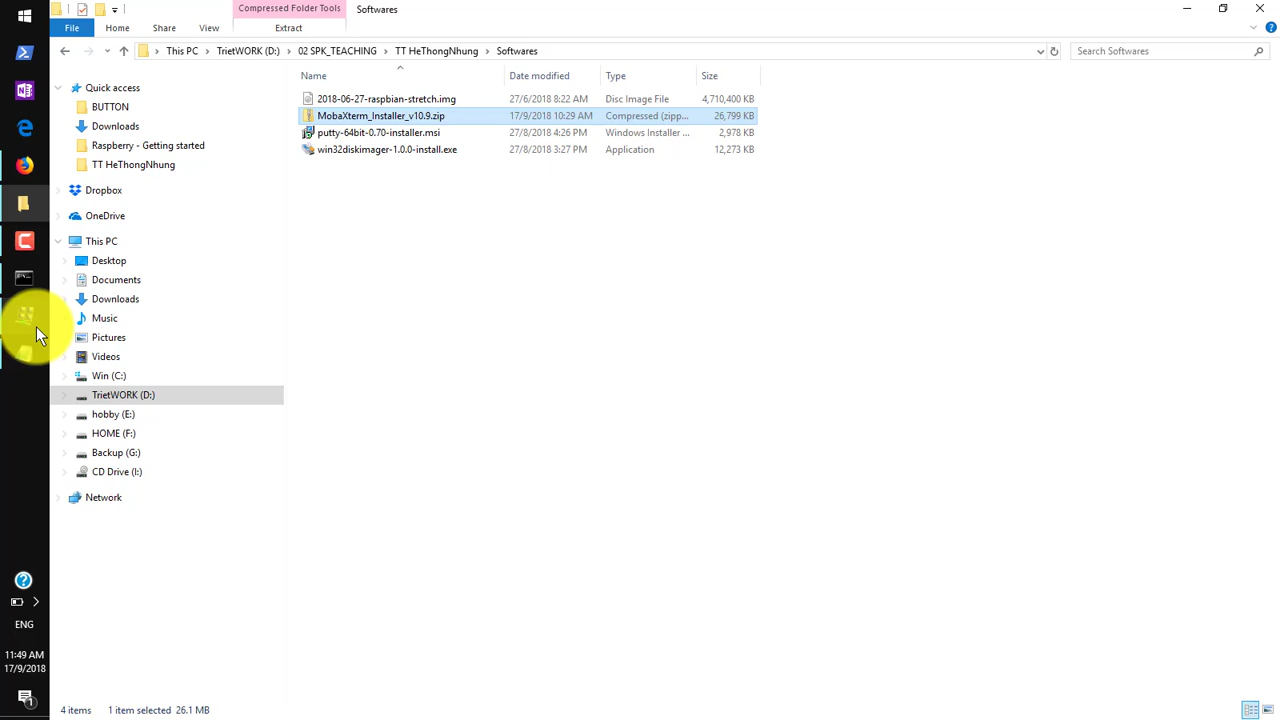 Compressed Folder Tools
Softwares
File
Home
Share
View
Extract
This PC
TrietWORK (D:)
02 SPK_TEACHING
TT HeThongNhung
Softwares
Search Softwares
Name
Date modified
Type
Size
2018-06-27-raspbian-stretch.img
27/6/2018 8:22 AM
Disc Image File
4,710,400 KB
MobaXterm_Installer_v10.9.zip
17/9/2018 10:29 AM
Compressed (zipp...
26,799 KB
putty-64bit-0.70-installer.msi
27/8/2018 4:26 PM
Windows Installer ...
2,978 KB
win32diskimager-1.0.0-install.exe
27/8/2018 3:27 PM
Application
12,273 KB
Quick access
BUTTON
Downloads
Raspberry - Getting started
TT HeThongNhung
Dropbox
OneDrive
This PC
Desktop
Documents
Downloads
Music
Pictures
Videos
Win (C:)
TrietWORK (D:)
hobby (E:)
HOME (F:)
Backup (G:)
CD Drive (I:)
Network
ENG
11:49 AM
17/9/2018
1
4 items
1 item selected 26.1 MB